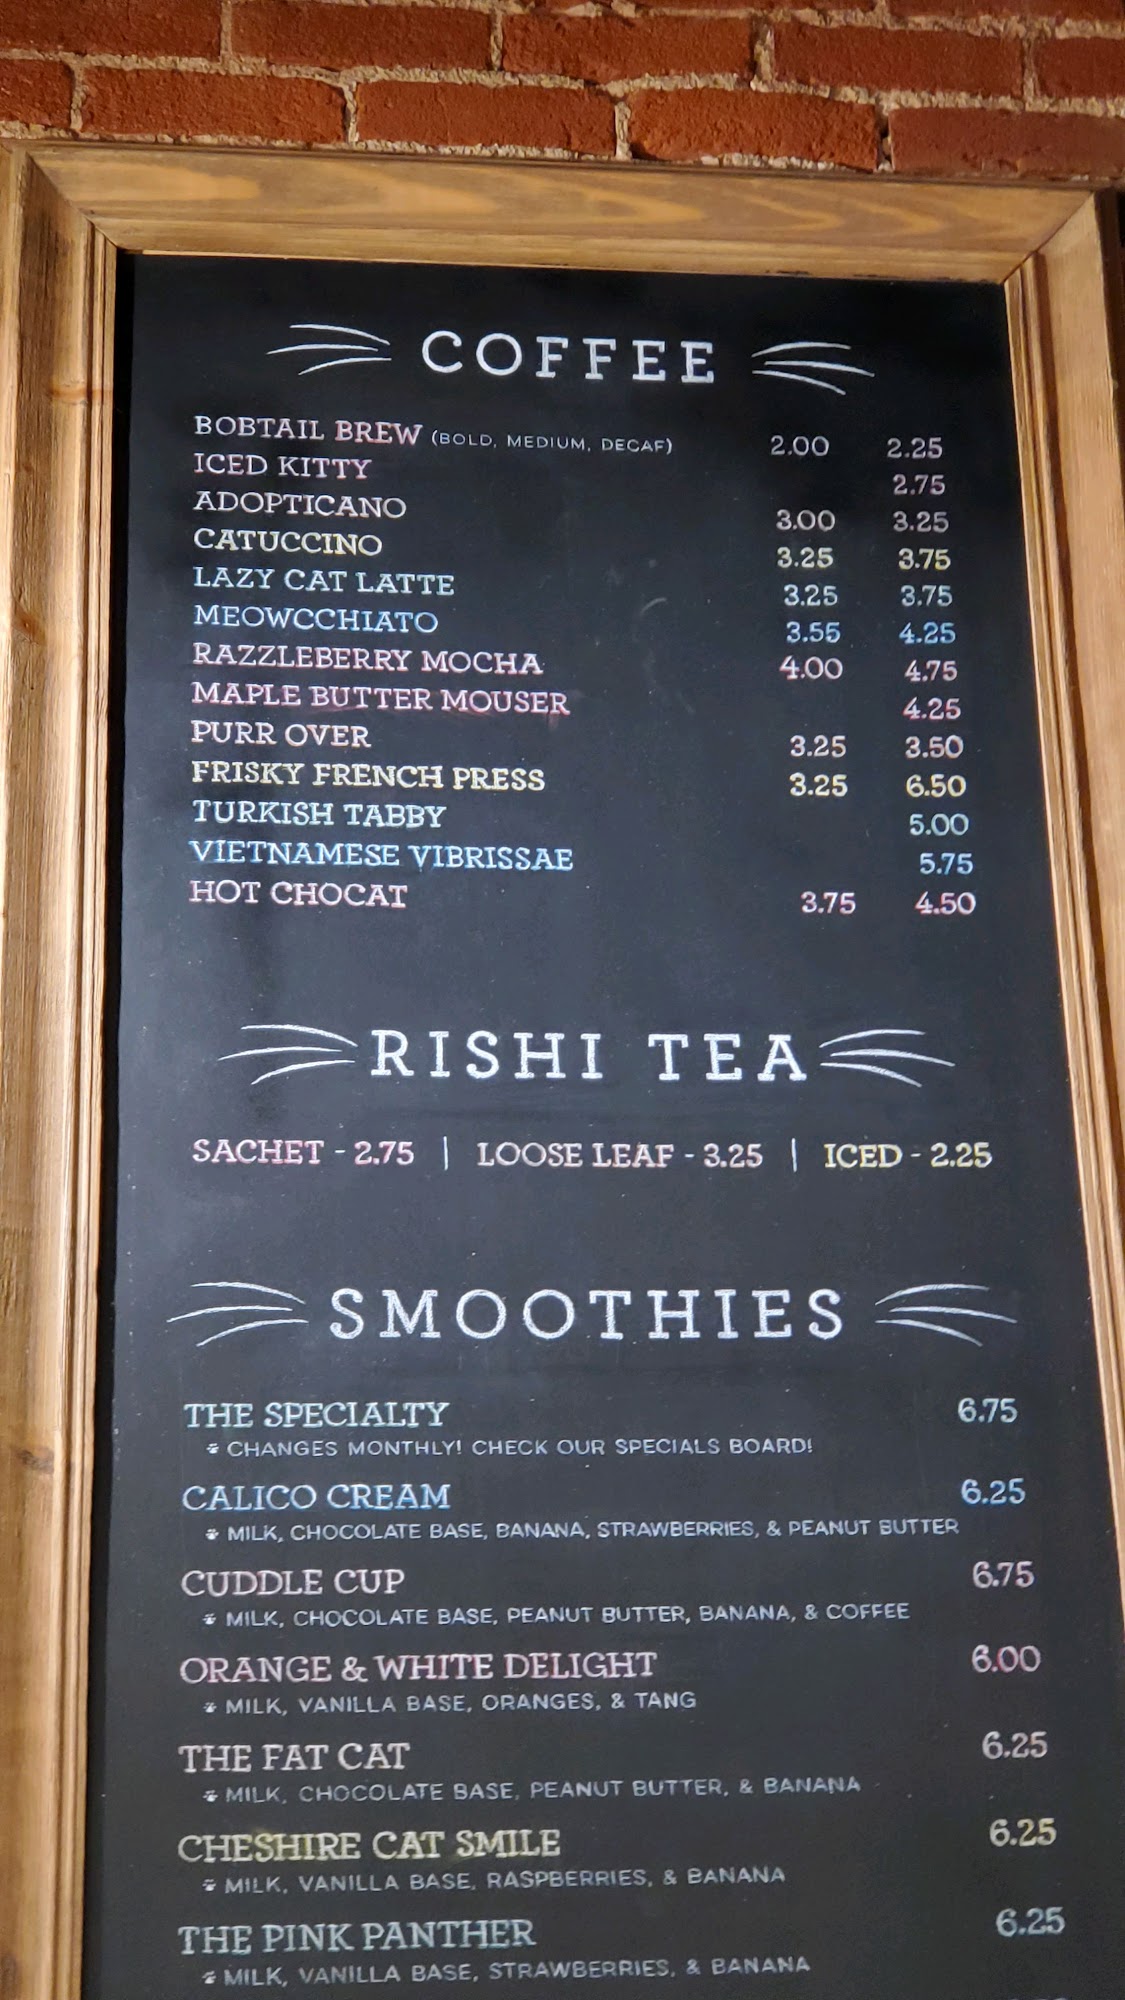 COFFEE
BOBTAIL BREW (BOLD, MEDIUM, DECAF) 2.00 2.25
ICED KITTY 2.75
ADOPTICANO 3.00 3.25
CATUCCINO 3.25 3.75
LAZY CAT LATTE 3.25 3.75
MEOWCCHIATO 3.55 4.25
RAZZLEBERRY MOCHA 4.00 4.75
MAPLE BUTTER MOUSER 4.25
PURR OVER 3.25 3.50
FRISKY FRENCH PRESS 3.25 6.50
TURKISH TABBY 5.00
VIETNAMESE VIBRISSAE 5.75
HOT CHOCAT 3.75 4.50
RISHI TEA
SACHET - 2.75 | LOOSE LEAF - 3.25 | ICED - 2.25
SMOOTHIES
THE SPECIALTY 6.75
CHANGES MONTHLY! CHECK OUR SPECIALS BOARD!
CALICO CREAM 6.25
MILK, CHOCOLATE BASE, BANANA, STRAWBERRIES, & PEANUT BUTTER
CUDDLE CUP 6.75
MILK, CHOCOLATE BASE, PEANUT BUTTER, BANANA, & COFFEE
ORANGE & WHITE DELIGHT 6.00
MILK, VANILLA BASE, ORANGES, & TANG
THE FAT CAT 6.25
MILK, CHOCOLATE BASE, PEANUT BUTTER, & BANANA
CHESHIRE CAT SMILE 6.25
MILK, VANILLA BASE, RASPBERRIES, & BANANA
THE PINK PANTHER 6.25
MILK, VANILLA BASE, STRAWBERRIES, & BANANA